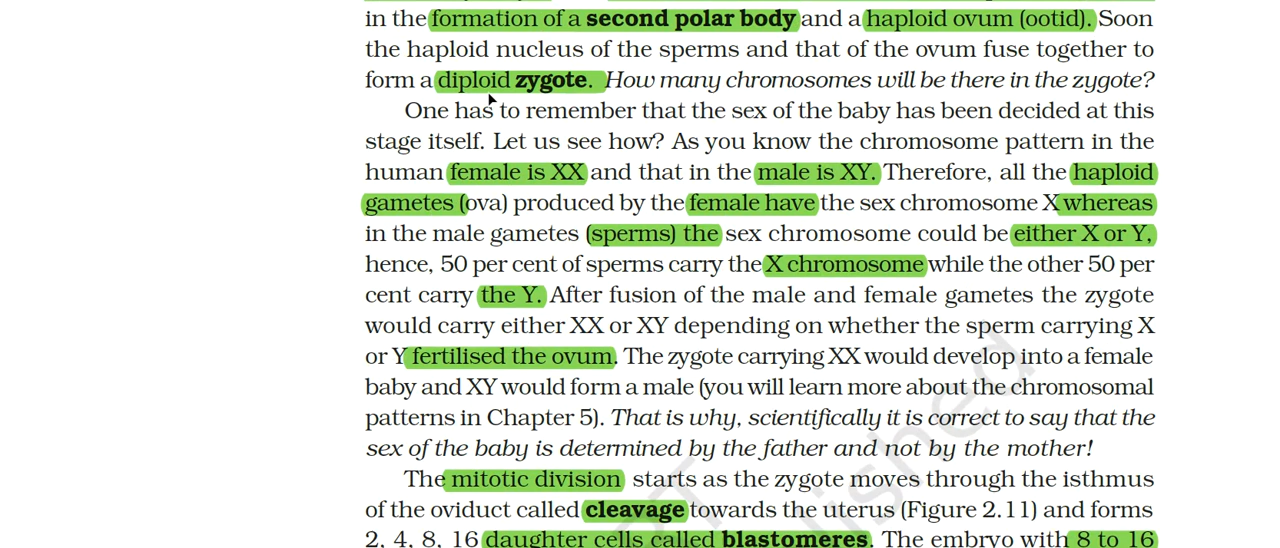 in the formation of a second polar body and a haploid ovum (ootid). Soon
the haploid nucleus of the sperms and that of the ovum fuse together to
form a diploid zygote. How many chromosomes will be there in the zygote?
One has to remember that the sex of the baby has been decided at this
stage itself. Let us see how? As you know the chromosome pattern in the
human female is XX and that in the male is XY. Therefore, all the haploid
gametes (ova) produced by the female have the sex chromosome X whereas
in the male gametes (sperms) the sex chromosome could be either X or Y,
hence, 50 per cent of sperms carry the X chromosome while the other 50 per
cent carry the Y. After fusion of the male and female gametes the zygote
would carry either XX or XY depending on whether the sperm carrying X
or Y fertilised the ovum. The zygote carrying XX would develop into a female
baby and XY would form a male (you will learn more about the chromosomal
patterns in Chapter 5). That is why, scientifically it is correct to say that the
sex of the baby is determined by the father and not by the mother!
The mitotic division starts as the zygote moves through the isthmus
of the oviduct called cleavage towards the uterus (Figure 2.11) and forms
2, 4, 8, 16 daughter cells called blastomeres. The embryo with 8 to 16